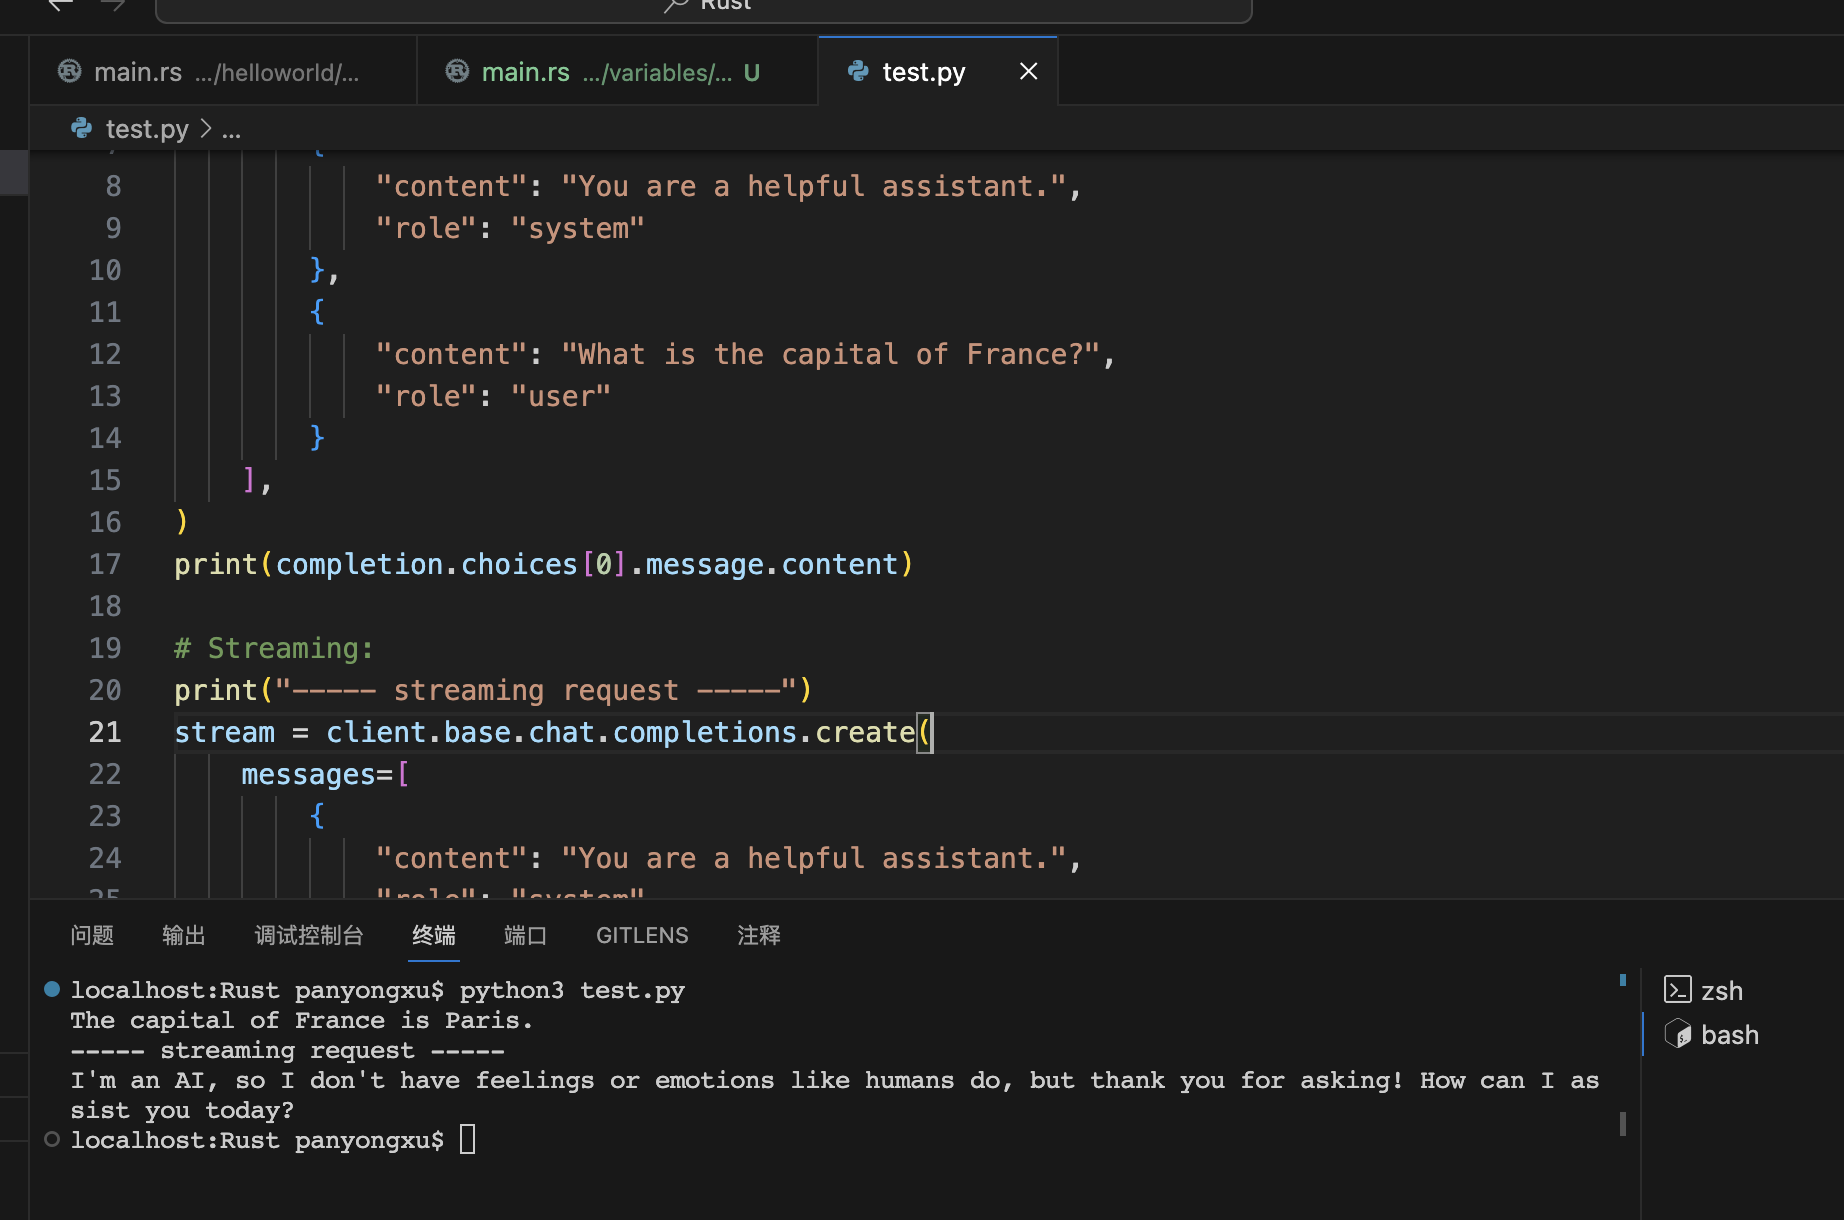 Rust
main.rs .../helloworld/...
main.rs .../variables/... U
test.py
test.py > ...
8 "content": "You are a helpful assistant.",
9 "role": "system"
10 },
11 {
12 "content": "What is the capital of France?",
13 "role": "user"
14 }
15 ],
16 )
17 print(completion.choices[0].message.content)
18
19 # Streaming:
20 print("----- streaming request -----")
21 stream = client.base.chat.completions.create(
22 messages=[
23 {
24 "content": "You are a helpful assistant.",
25 "role": "system"
问题 输出 调试控制台 终端 端口 GITLENS 注释
localhost:Rust panyongxu$ python3 test.py
The capital of France is Paris.
----- streaming request -----
I'm an AI, so I don't have feelings or emotions like humans do, but thank you for asking! How can I as
sist you today?
localhost:Rust panyongxu$
zsh
bash